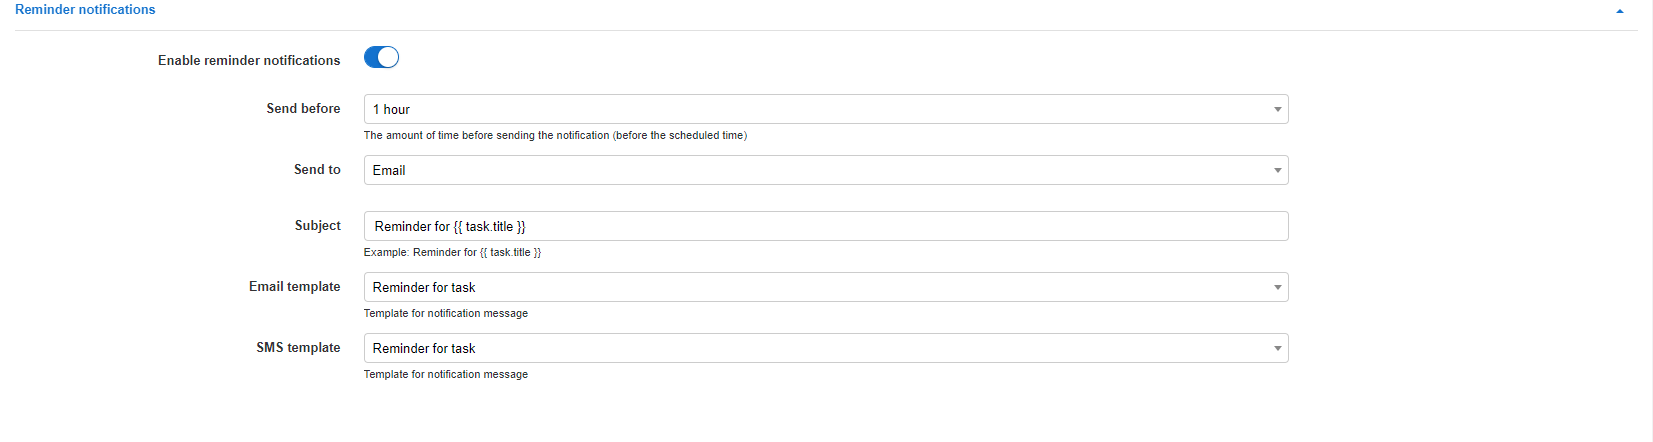 Reminder notifications
Enable reminder notifications
Send before
1 hour
The amount of time before sending the notification (before the scheduled time)
Send to
Email
Subject
Reminder for {{ task.title }}
Example: Reminder for {{ task.title }}
Email template
Reminder for task
Template for notification message
SMS template
Reminder for task
Template for notification message